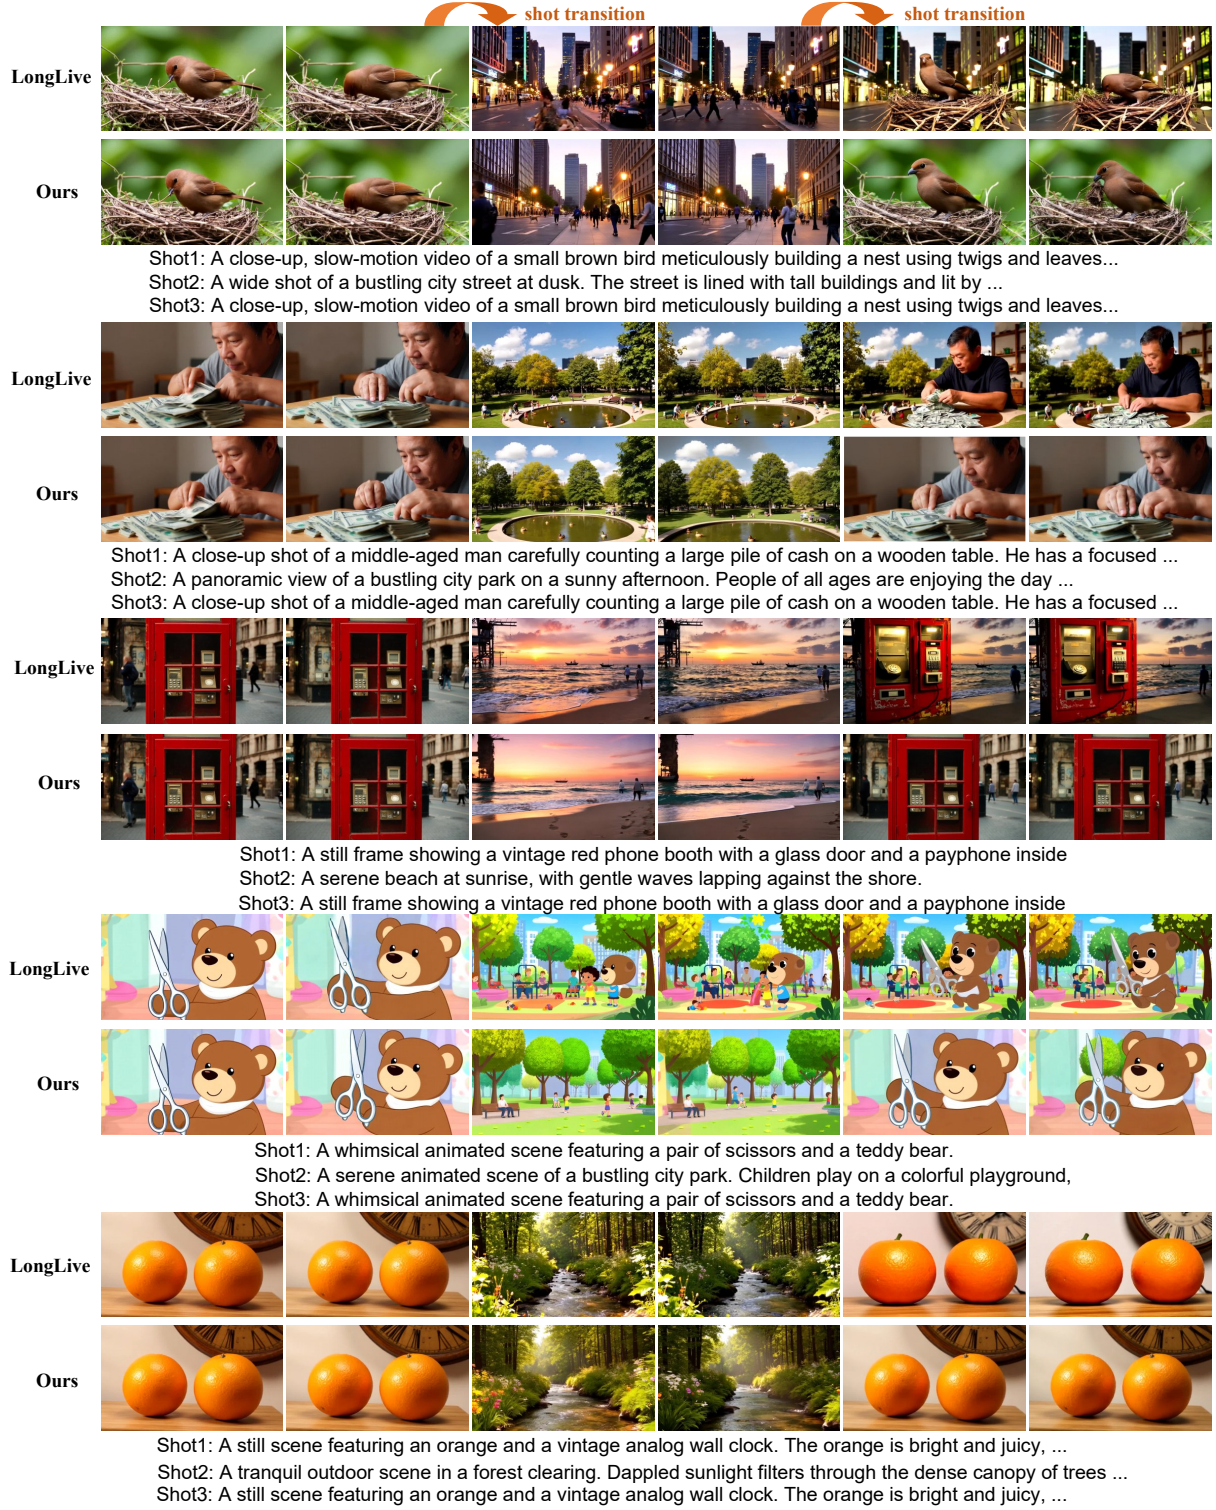 shot transition shot transition
LongLive
Ours
Shot1: A close-up, slow-motion video of a small brown bird meticulously building a nest using twigs and leaves...
Shot2: A wide shot of a bustling city street at dusk. The street is lined with tall buildings and lit by ...
Shot3: A close-up, slow-motion video of a small brown bird meticulously building a nest using twigs and leaves...
LongLive
Ours
Shot1: A close-up shot of a middle-aged man carefully counting a large pile of cash on a wooden table. He has a focused ...
Shot2: A panoramic view of a bustling city park on a sunny afternoon. People of all ages are enjoying the day ...
Shot3: A close-up shot of a middle-aged man carefully counting a large pile of cash on a wooden table. He has a focused ...
LongLive
Ours
Shot1: A still frame showing a vintage red phone booth with a glass door and a payphone inside
Shot2: A serene beach at sunrise, with gentle waves lapping against the shore.
Shot3: A still frame showing a vintage red phone booth with a glass door and a payphone inside
LongLive
Ours
Shot1: A whimsical animated scene featuring a pair of scissors and a teddy bear.
Shot2: A serene animated scene of a bustling city park. Children play on a colorful playground,
Shot3: A whimsical animated scene featuring a pair of scissors and a teddy bear.
LongLive
Ours
Shot1: A still scene featuring an orange and a vintage analog wall clock. The orange is bright and juicy, ...
Shot2: A tranquil outdoor scene in a forest clearing. Dappled sunlight filters through the dense canopy of trees ...
Shot3: A still scene featuring an orange and a vintage analog wall clock. The orange is bright and juicy, ...